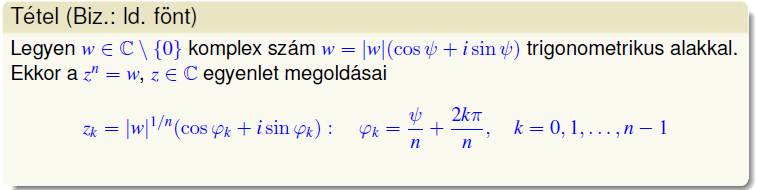 Tétel (Biz.: ld. fönt)
Legyen w ∈ ℂ \ {0} komplex szám w = |w|(cos ψ + i sin ψ) trigonometrikus alakkal.
Ekkor a zⁿ = w, z ∈ ℂ egyenlet megoldásai
z_k = |w|^{1/n}(cos φ_k + i sin φ_k) : φ_k = ψ/n + 2kπ/n, k = 0, 1, . . . , n − 1